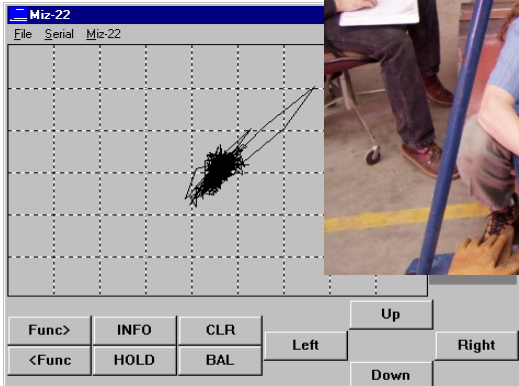 Miz-22
File Serial Miz-22
Func> INFO CLR Left Up Right
<Func HOLD BAL Down